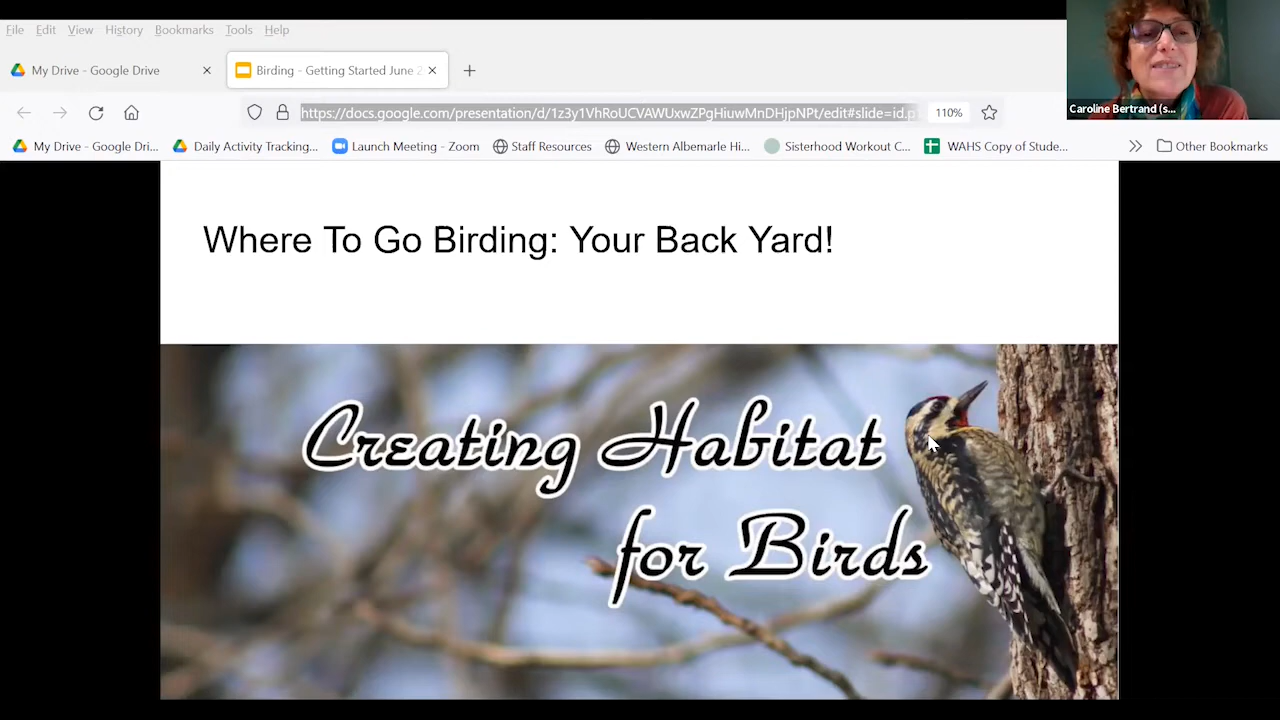 File Edit View History Bookmarks Tools Help
My Drive - Google Drive
Birding - Getting Started June 2
https://docs.google.com/presentation/d/1z3y1VhRoUCVAWUxwZPgHiuwMnDHjpNPt/edit#slide=id.p
110%
Caroline Bertrand (s...
My Drive - Google Dri... Daily Activity Tracking... Launch Meeting - Zoom Staff Resources Western Albemarle Hi... Sisterhood Workout C... WAHS Copy of Stude... Other Bookmarks
Where To Go Birding: Your Back Yard!
Creating Habitat
for Birds